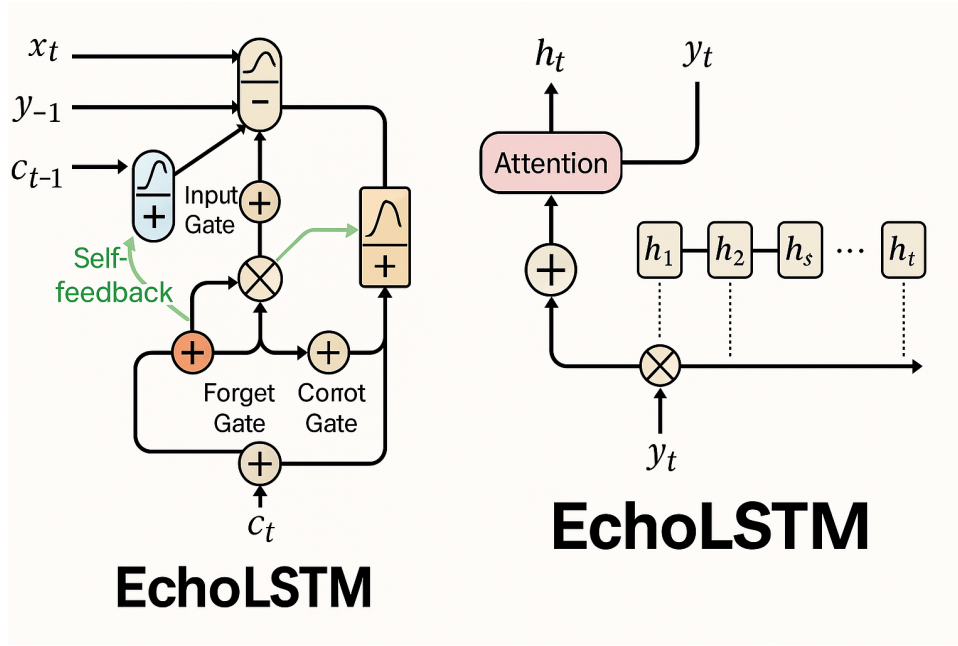 xt
y−1
ct−1
Input
Gate
Self-
feedback
Forget
Gate
Corrot
Gate
ct
EchoLSTM
ht
yt
Attention
h1
h2
hs
...
ht
yt
EchoLSTM